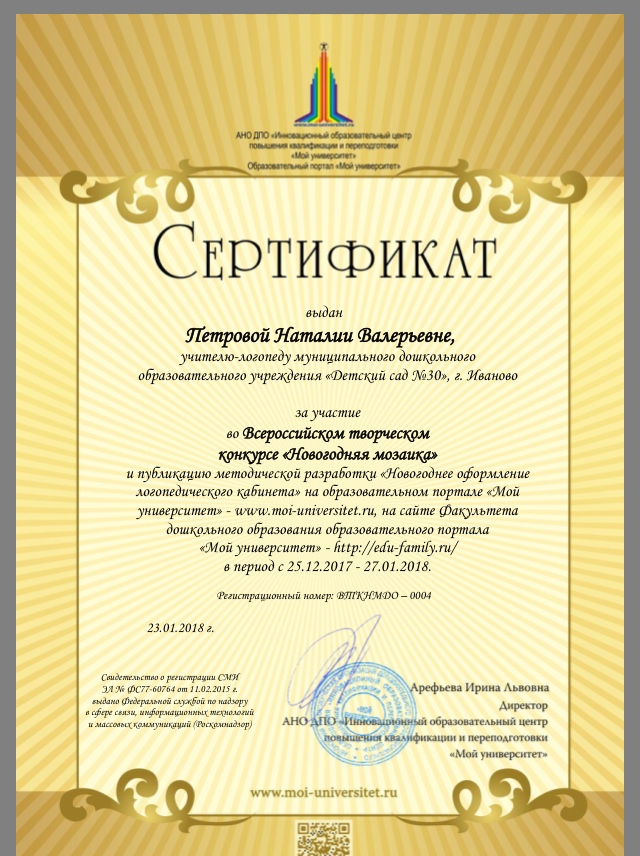 www.moi-universitet.ru
АНО ДПО «Инновационный образовательный центр
повышения квалификации и переподготовки
«Мой университет»
Образовательный портал «Мой университет»
СЕРТИФИКАТ
выдан
Петровой Наталии Валерьевне,
учителю-логопеду муниципального дошкольного
образовательного учреждения «Детский сад №30», г. Иваново
за участие
во Всероссийском творческом
конкурсе «Новогодняя мозаика»
и публикацию методической разработки «Новогоднее оформление
логопедического кабинета» на образовательном портале «Мой
университет» - www.moi-universitet.ru, на сайте Факультета
дошкольного образования образовательного портала
«Мой университет» - http://edu-family.ru/
в период с 25.12.2017 - 27.01.2018.
Регистрационный номер: ВТКНМДО – 0004
23.01.2018 г.
Свидетельство о регистрации СМИ
ЭЛ № ФС77-60764 от 11.02.2015 г.
выдано Федеральной службой по надзору
в сфере связи, информационных технологий
и массовых коммуникаций (Роскомнадзор)
Арефьева Ирина Львовна
Директор
АНО ДПО «Инновационный образовательный центр
повышения квалификации и переподготовки
«Мой университет»
www.moi-universitet.ru